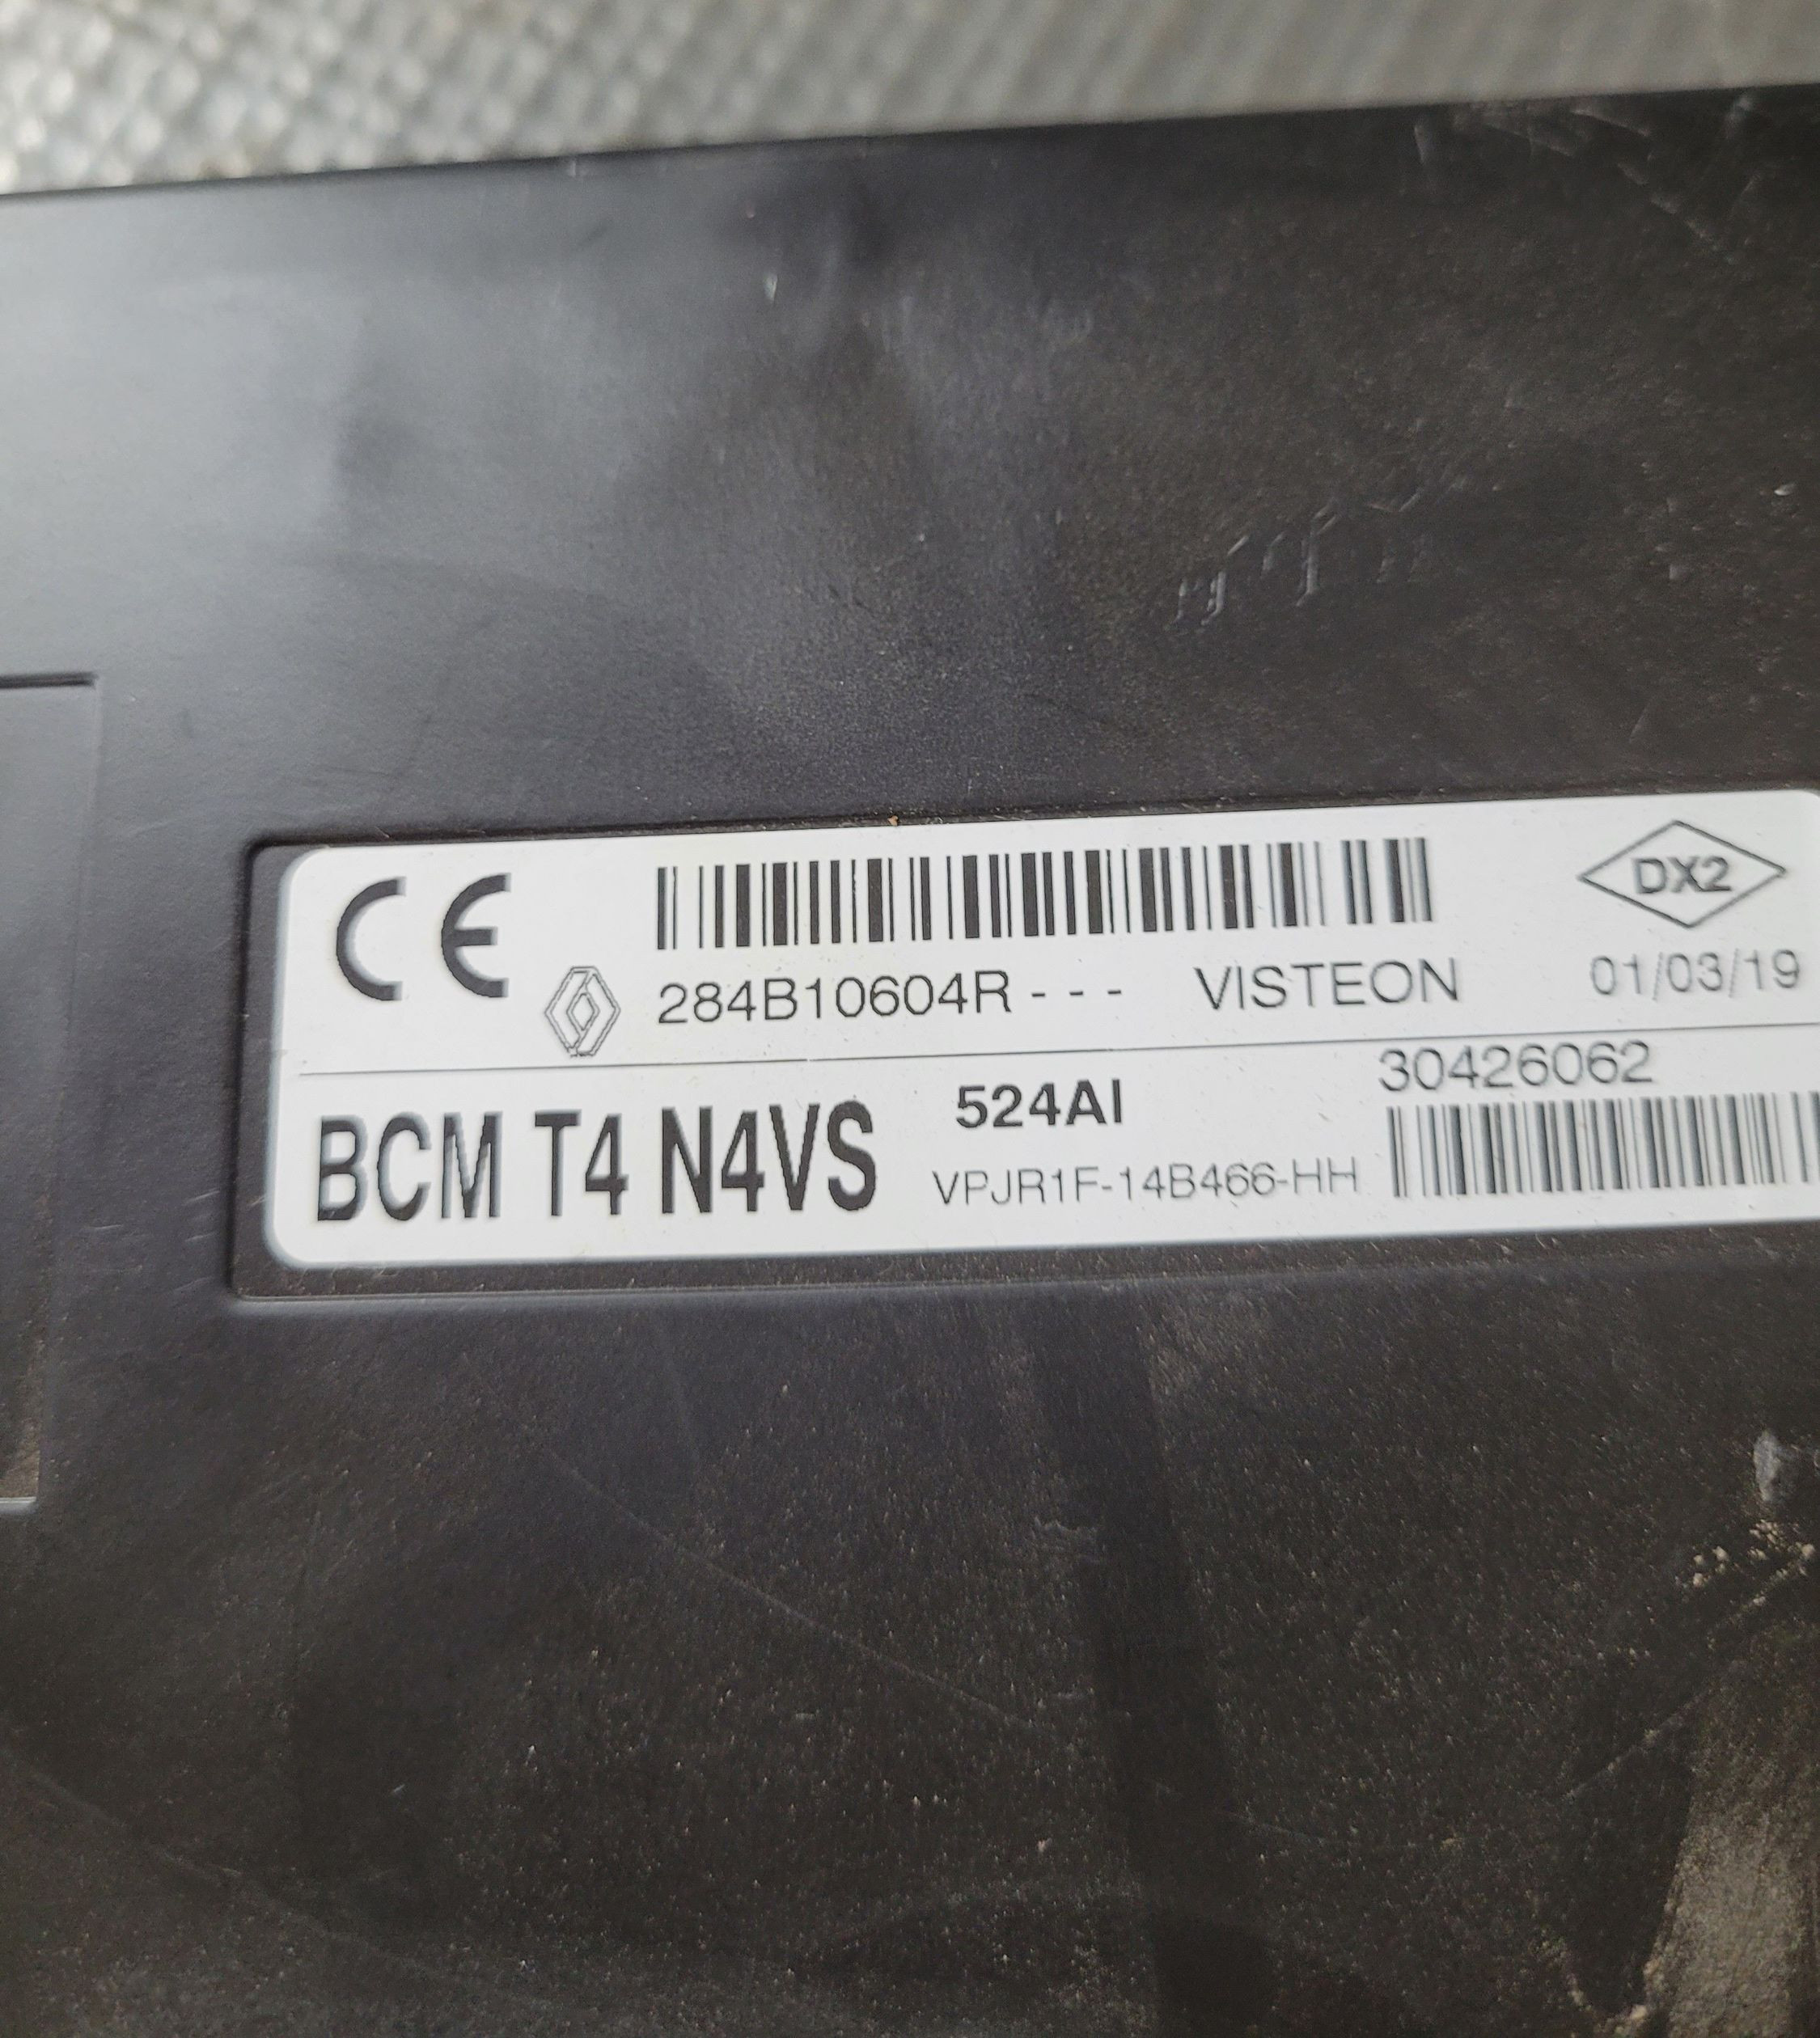 CE
DX2
284B10604R - - - VISTEON 01/03/19
BCM T4 N4VS 524AI 30426062
VPJR1F-14B466-HH